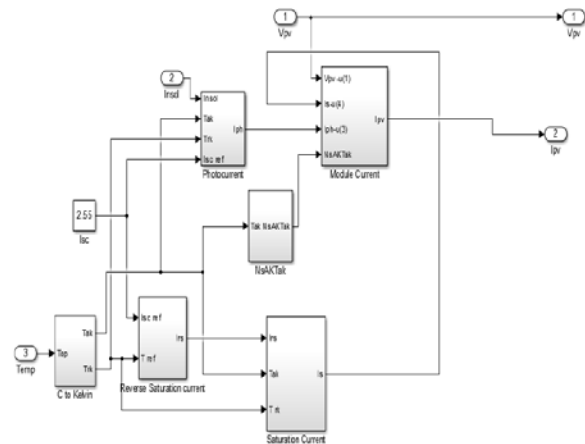 1
Vpv
1
Vpv
2
Insol
Insol
Tak
Trk
Isc ref
Iph
Photocurrent
Vpv -u(1)
Is-u(4)
Iph-u(3)
NsAKTak
Ipv
Module Current
2
Ipv
2.55
Isc
Tak NsAKTak
NsAKTak
3
Temp
Top
Tak
Trk
C to Kelvin
Isc ref
T ref
Irs
Reverse Saturation current
Irs
Tak
T rk
Is
Saturation Current